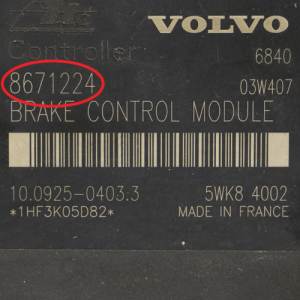 VOLVO
Controller
6840
8671224
03W407
BRAKE CONTROL MODULE
10.0925-0403.3
5WK8 4002
*1HF3K05D82*
MADE IN FRANCE